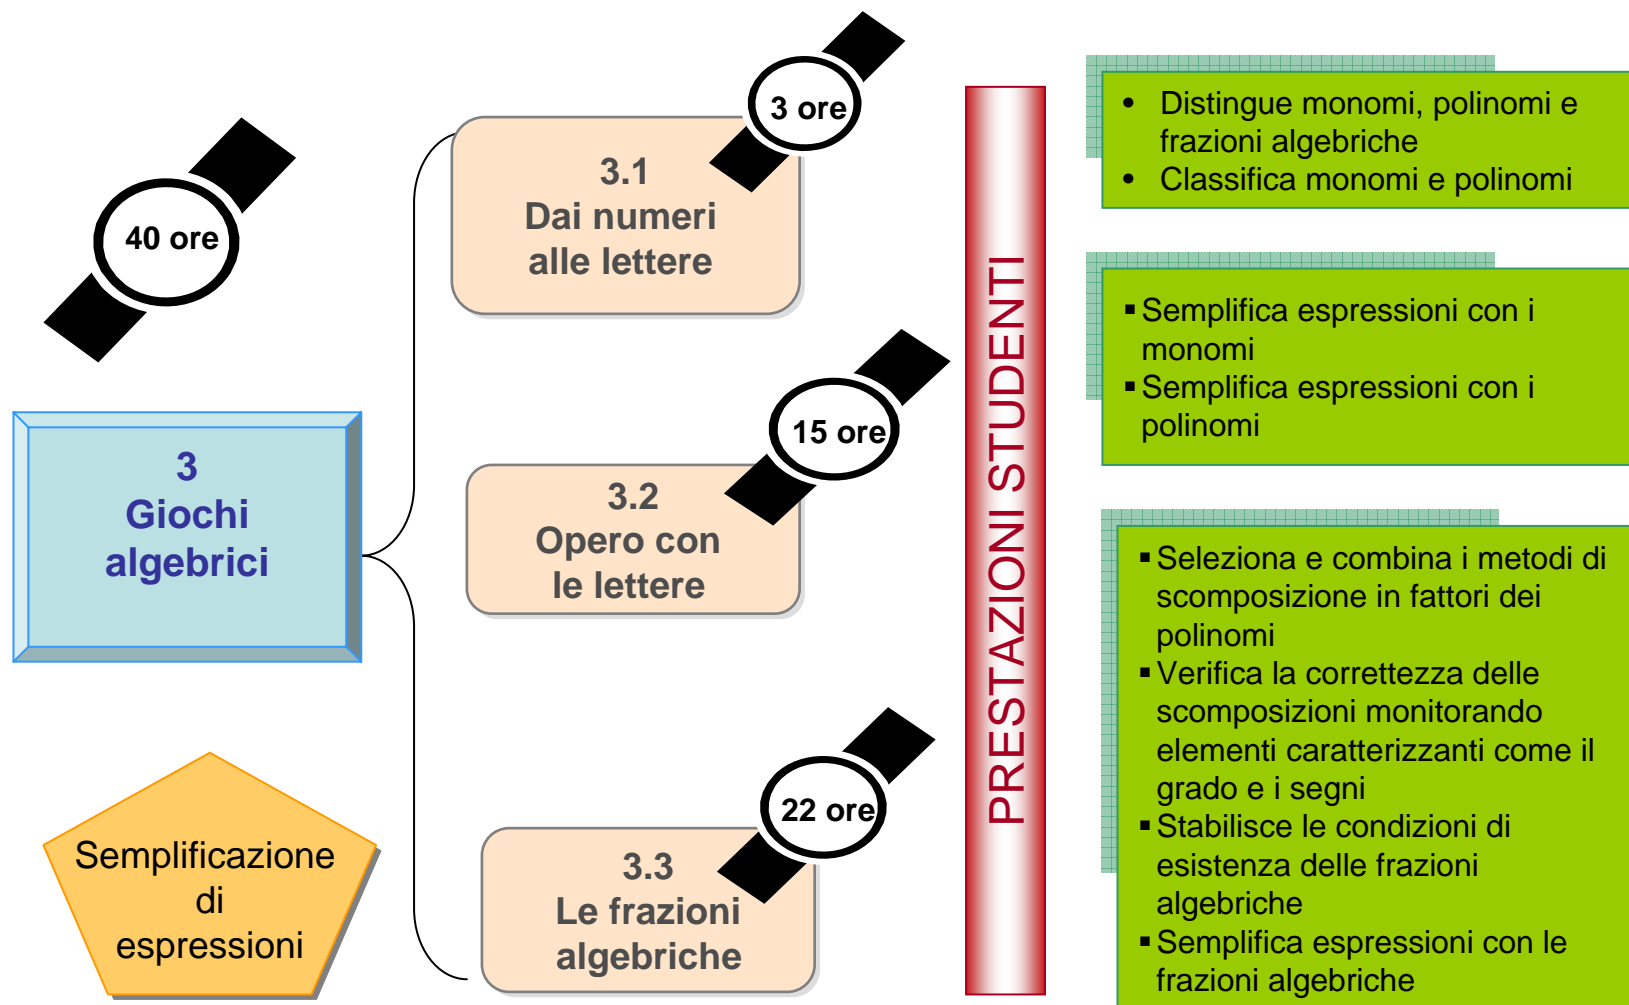 40 ore
3
Giochi
algebrici
Semplificazione
di
espressioni
3 ore
3.1
Dai numeri
alle lettere
15 ore
3.2
Opero con
le lettere
22 ore
3.3
Le frazioni
algebriche
PRESTAZIONI STUDENTI
• Distingue monomi, polinomi e
frazioni algebriche
• Classifica monomi e polinomi
▪ Semplifica espressioni con i
monomi
▪ Semplifica espressioni con i
polinomi
▪ Seleziona e combina i metodi di
scomposizione in fattori dei
polinomi
▪ Verifica la correttezza delle
scomposizioni monitorando
elementi caratterizzanti come il
grado e i segni
▪ Stabilisce le condizioni di
esistenza delle frazioni
algebriche
▪ Semplifica espressioni con le
frazioni algebriche